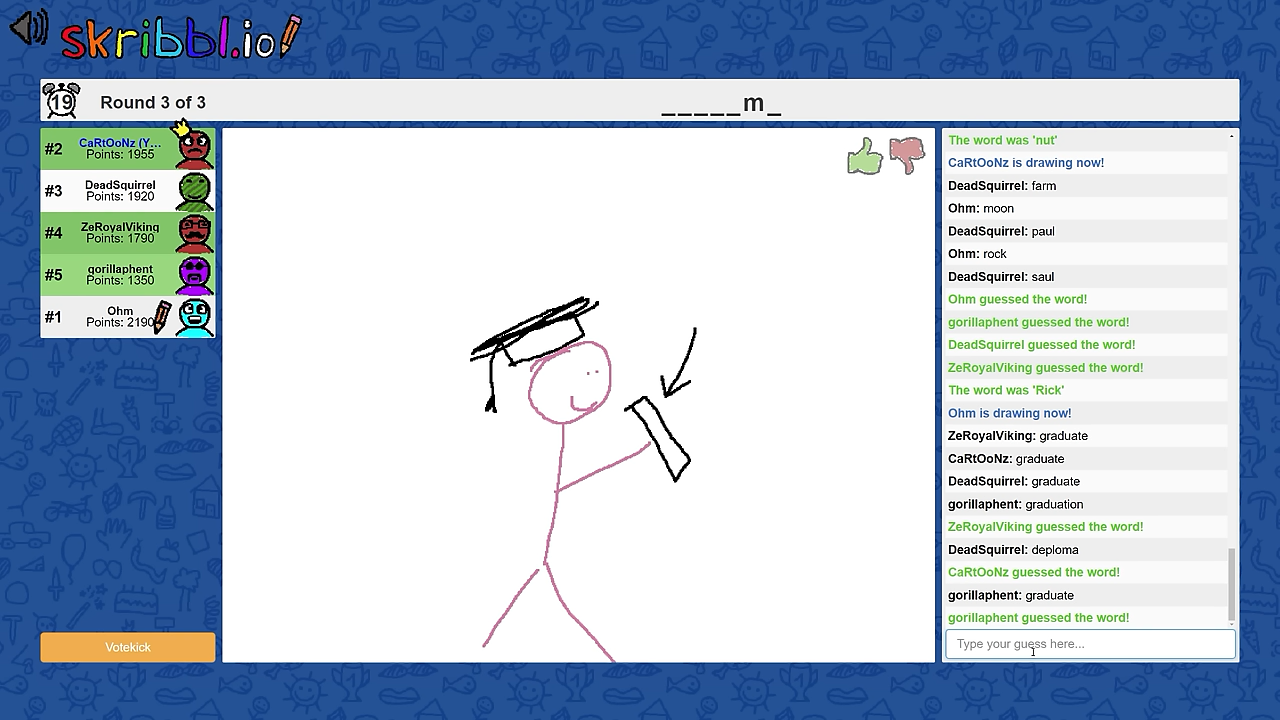 skribbl.io
19
Round 3 of 3
_____m_
#2
CaRtOoNz (Y...
Points: 1955
#3
DeadSquirrel
Points: 1920
#4
ZeRoyalViking
Points: 1790
#5
gorillaphent
Points: 1350
#1
Ohm
Points: 2190
Votekick
The word was 'nut'
CaRtOoNz is drawing now!
DeadSquirrel: farm
Ohm: moon
DeadSquirrel: paul
Ohm: rock
DeadSquirrel: saul
Ohm guessed the word!
gorillaphent guessed the word!
DeadSquirrel guessed the word!
ZeRoyalViking guessed the word!
The word was 'Rick'
Ohm is drawing now!
ZeRoyalViking: graduate
CaRtOoNz: graduate
DeadSquirrel: graduate
gorillaphent: graduation
ZeRoyalViking guessed the word!
DeadSquirrel: deploma
CaRtOoNz guessed the word!
gorillaphent: graduate
gorillaphent guessed the word!
Type your guess here...